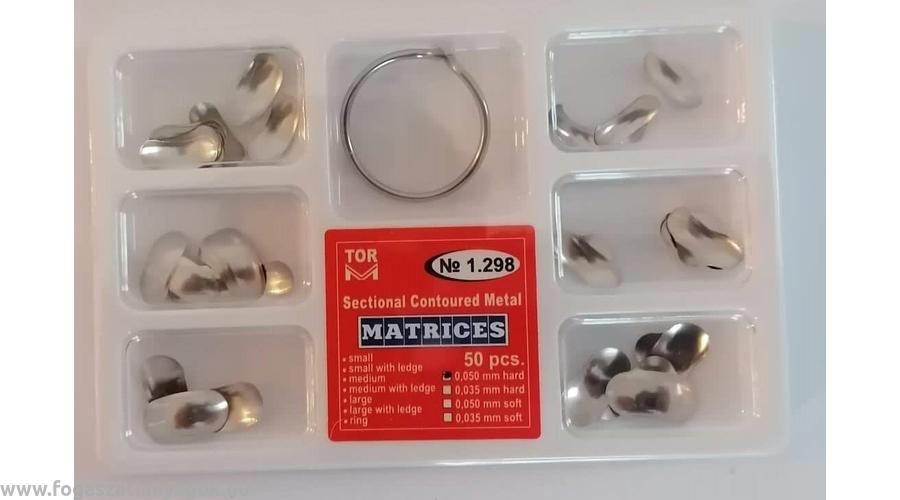 TOR
M
№ 1.298
Sectional Contoured Metal
MATRICES
50 pcs.
• small
• small with ledge
• medium
• medium with ledge
• large
• large with ledge
• ring
0,050 mm hard
0,035 mm hard
0,050 mm soft
0,035 mm soft